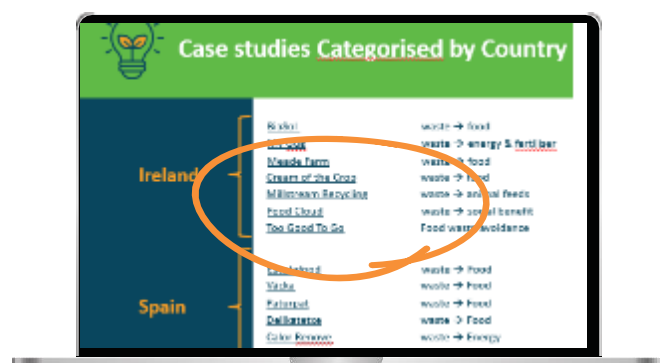 Case studies Categorised by Country
Ireland
waste → food
waste → energy & fertiliser
Meade Farm waste → food
Cream of the Crop waste → food
Millstream Recycling waste → animal feeds
Food Cloud waste → social benefit
Too Good To Go Food waste avoidance
Spain
waste → Food
waste → Food
waste → Food
waste → Food
waste → Energy